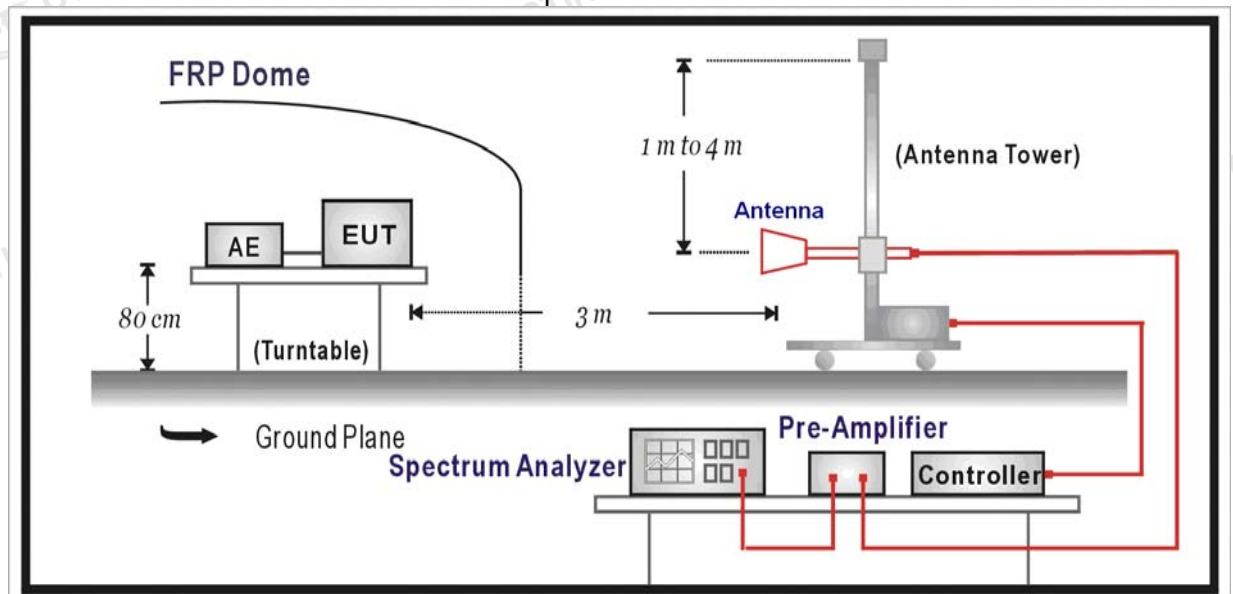 FRP Dome
1 m to 4 m
(Antenna Tower)
Antenna
AE
EUT
80 cm
3 m
(Turntable)
Ground Plane
Pre-Amplifier
Spectrum Analyzer
Controller